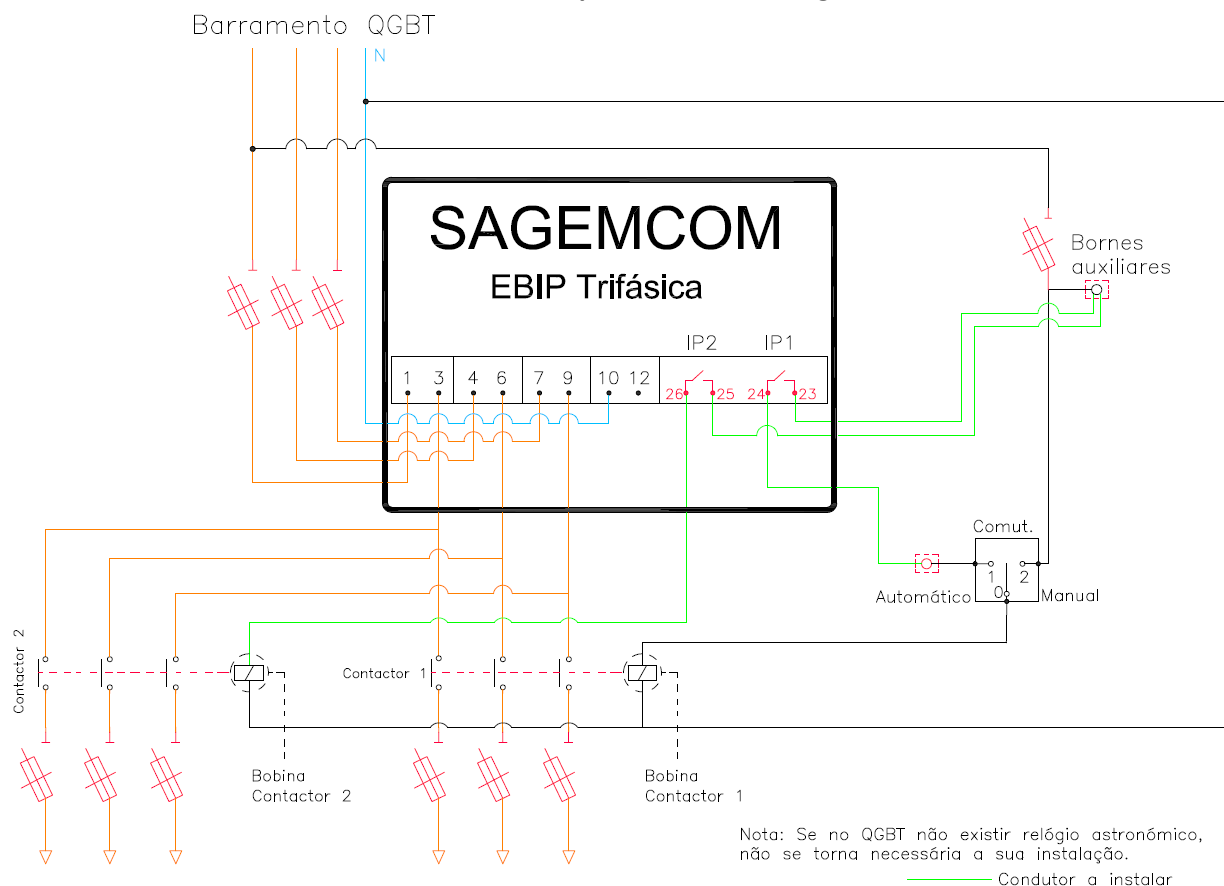 Barramento QGBT
N
SAGEMCOM
EBIP Trifásica
Bornes
auxiliares
IP2 IP1
1 3 4 6 7 9 10 12
26 25 24 23
Comut.
1 2
0
Automático
Manual
Contactor 2
Contactor 1
Bobina
Contactor 2
Bobina
Contactor 1
Nota: Se no QGBT não existir relógio astronómico,
não se torna necessária a sua instalação.
Condutor a instalar